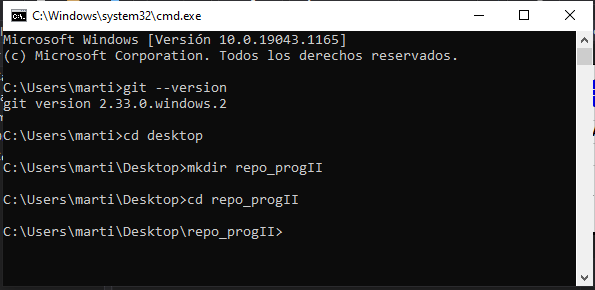 C:\Windows\system32\cmd.exe
Microsoft Windows [Versión 10.0.19043.1165]
(c) Microsoft Corporation. Todos los derechos reservados.
C:\Users\marti>git --version
git version 2.33.0.windows.2
C:\Users\marti>cd desktop
C:\Users\marti\Desktop>mkdir repo_progII
C:\Users\marti\Desktop>cd repo_progII
C:\Users\marti\Desktop\repo_progII>